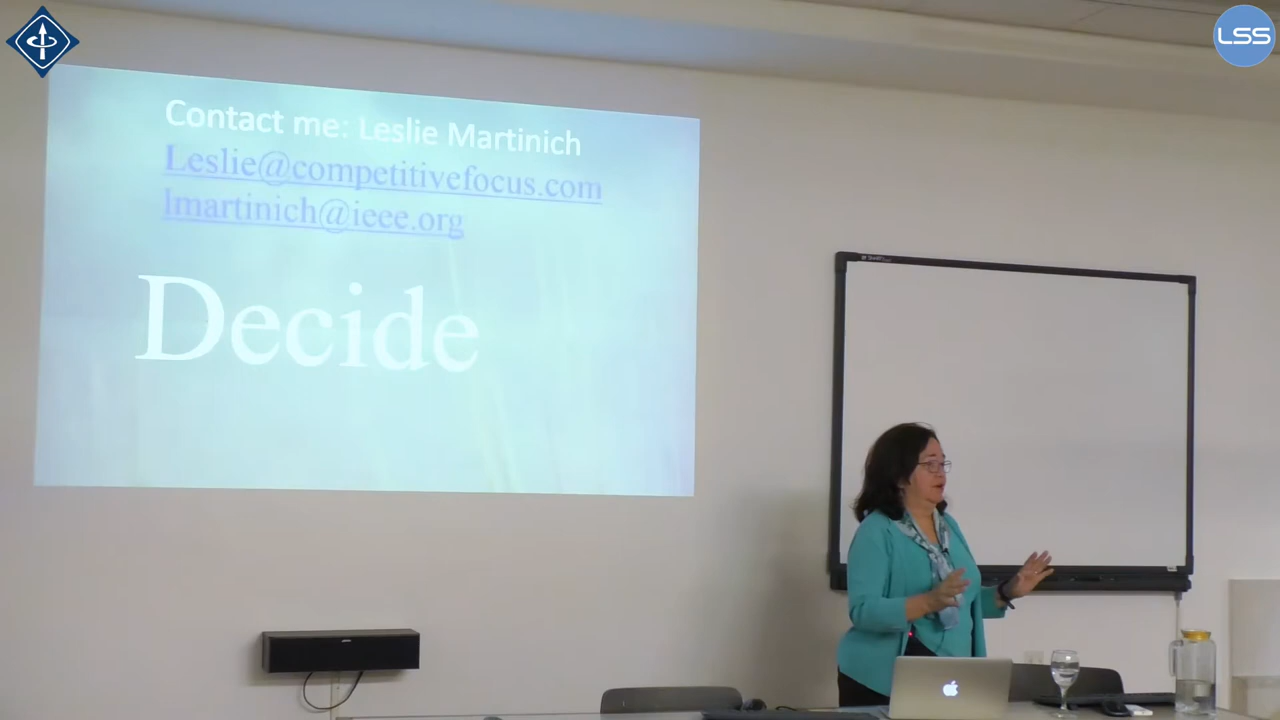 LSS
Contact me: Leslie Martinich
Leslie@competitivefocus.com
lmartinich@ieee.org
Decide